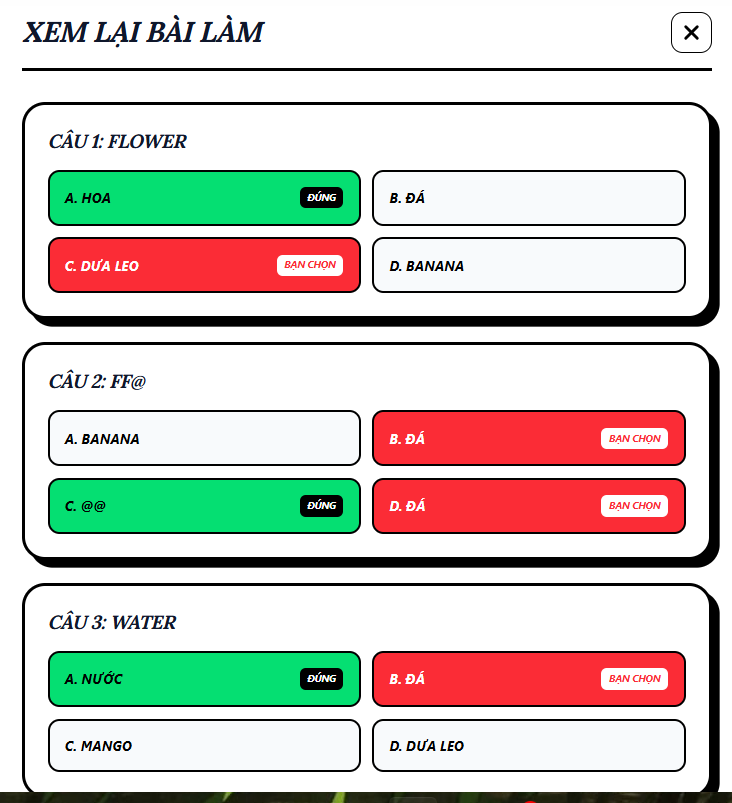 XEM LẠI BÀI LÀM
CÂU 1: FLOWER
A. HOA ĐÚNG
B. ĐÁ
C. DƯA LEO BẠN CHỌN
D. BANANA
CÂU 2: FF@
A. BANANA
B. ĐÁ BẠN CHỌN
C. @@ ĐÚNG
D. ĐÁ BẠN CHỌN
CÂU 3: WATER
A. NƯỚC ĐÚNG
B. ĐÁ BẠN CHỌN
C. MANGO
D. DƯA LEO